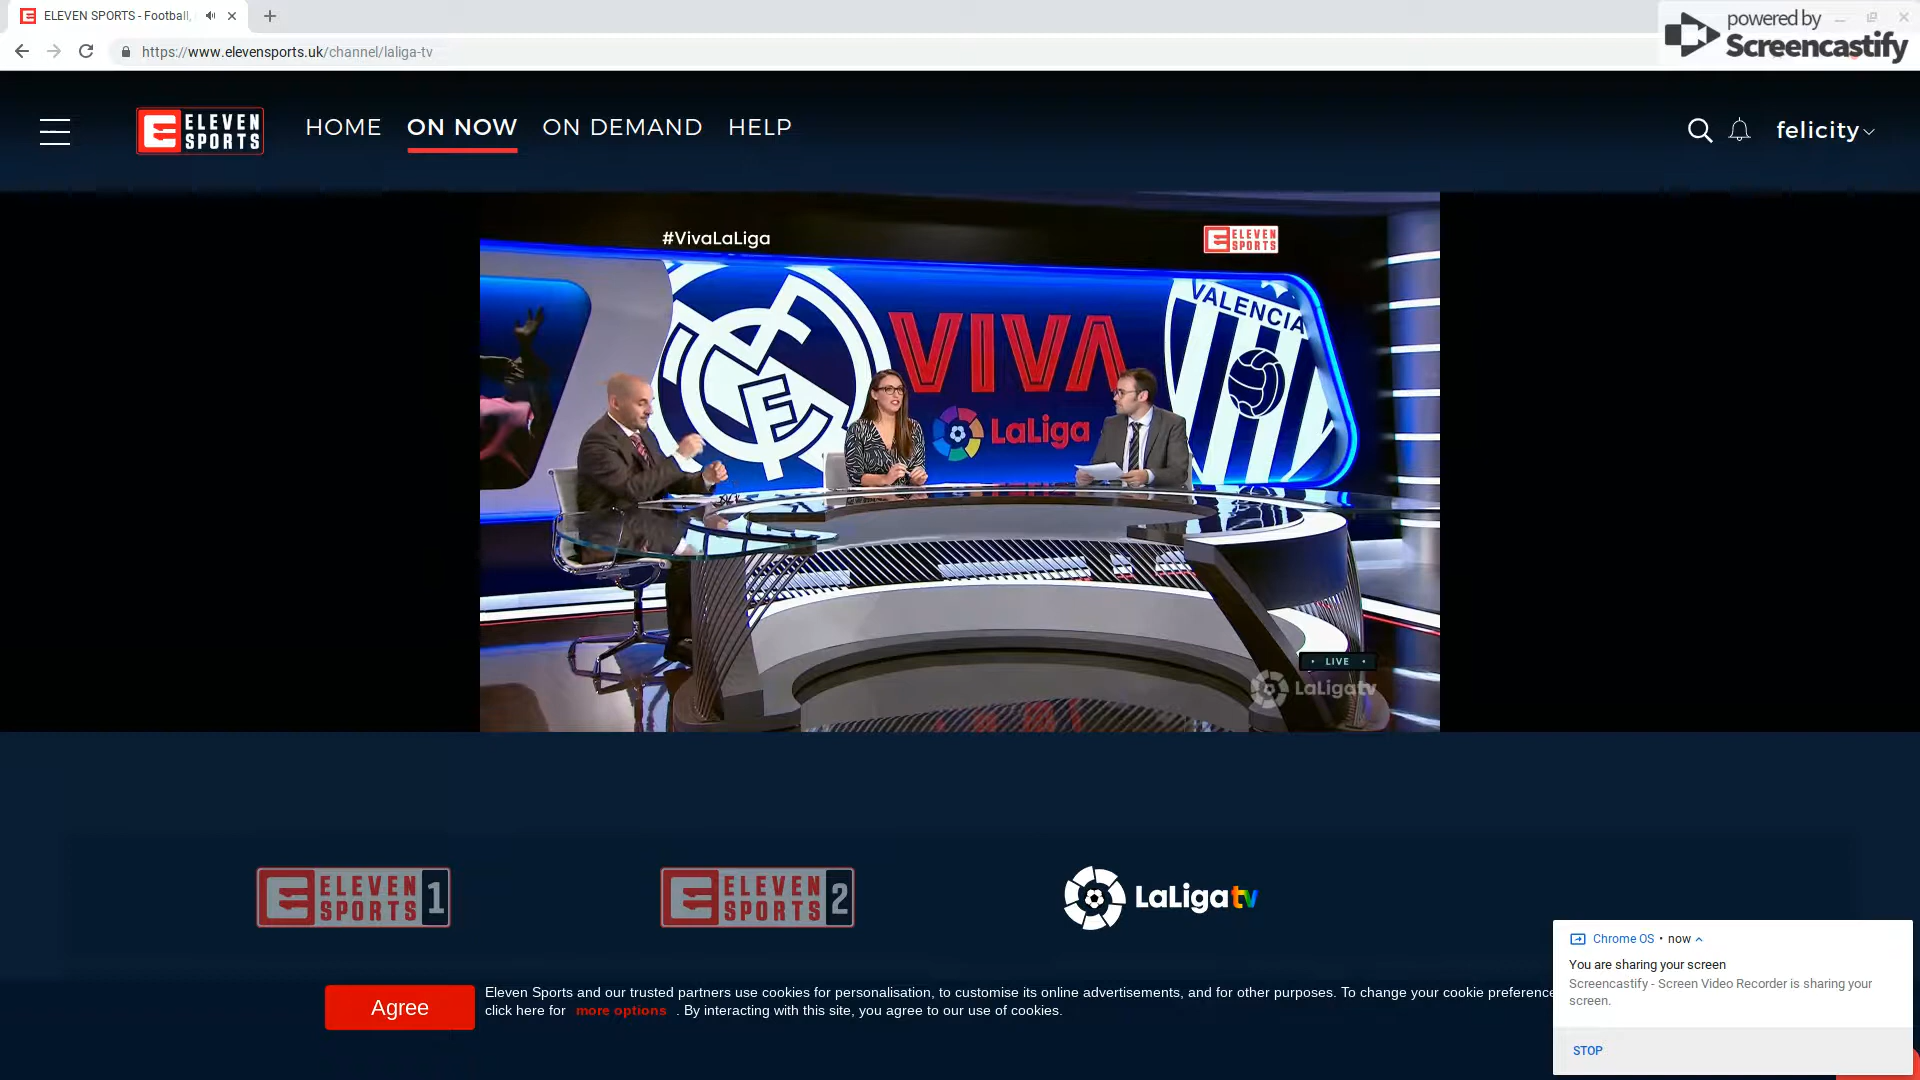 ELEVEN SPORTS - Football,
powered by
Screencastify
https://www.elevensports.uk/channel/laliga-tv
ELEVEN
SPORTS
HOME
ON NOW
ON DEMAND
HELP
felicity
#VivaLaLiga
ELEVEN
SPORTS
VALENCIA
VIVA
LaLiga
LIVE
LaLigatv
ELEVEN
SPORTS
1
ELEVEN
SPORTS
2
LaLigatv
Chrome OS • now
You are sharing your screen
Screencastify - Screen Video Recorder is sharing your
screen.
STOP
Agree
Eleven Sports and our trusted partners use cookies for personalisation, to customise its online advertisements, and for other purposes. To change your cookie preference
click here for more options . By interacting with this site, you agree to our use of cookies.